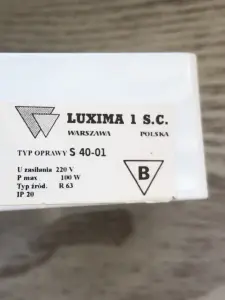 LUXIMA 1 S.C.
WARSZAWA POLSKA
TYP OPRAWY S 40-01
U zasilania 220 V
P max 100 W
Typ źród. R 63
IP 20
B